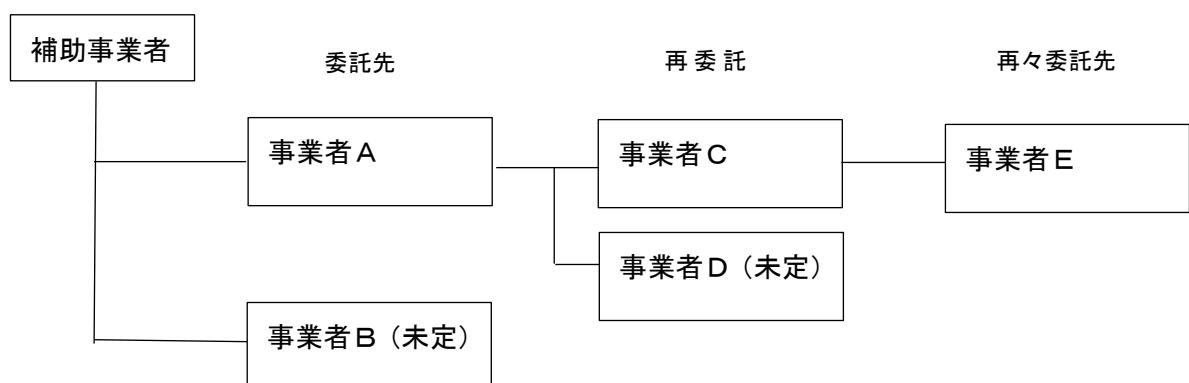 補助事業者
委託先
再委託
再々委託先
事業者A
事業者C
事業者E
事業者D（未定）
事業者B（未定）